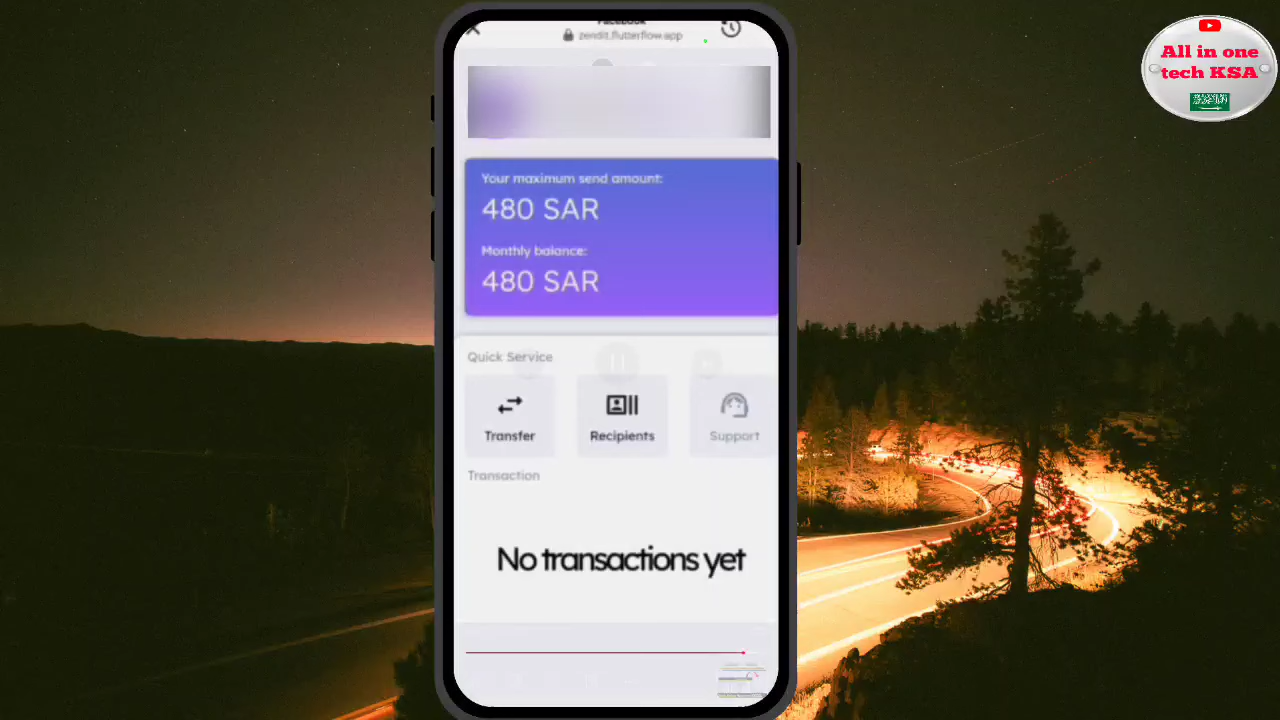 Facebook
zendit.flutterflow.app
Your maximum send amount:
480 SAR
Monthly balance:
480 SAR
Quick Service
Transfer
Recipients
Support
Transaction
No transactions yet
All in one
tech KSA